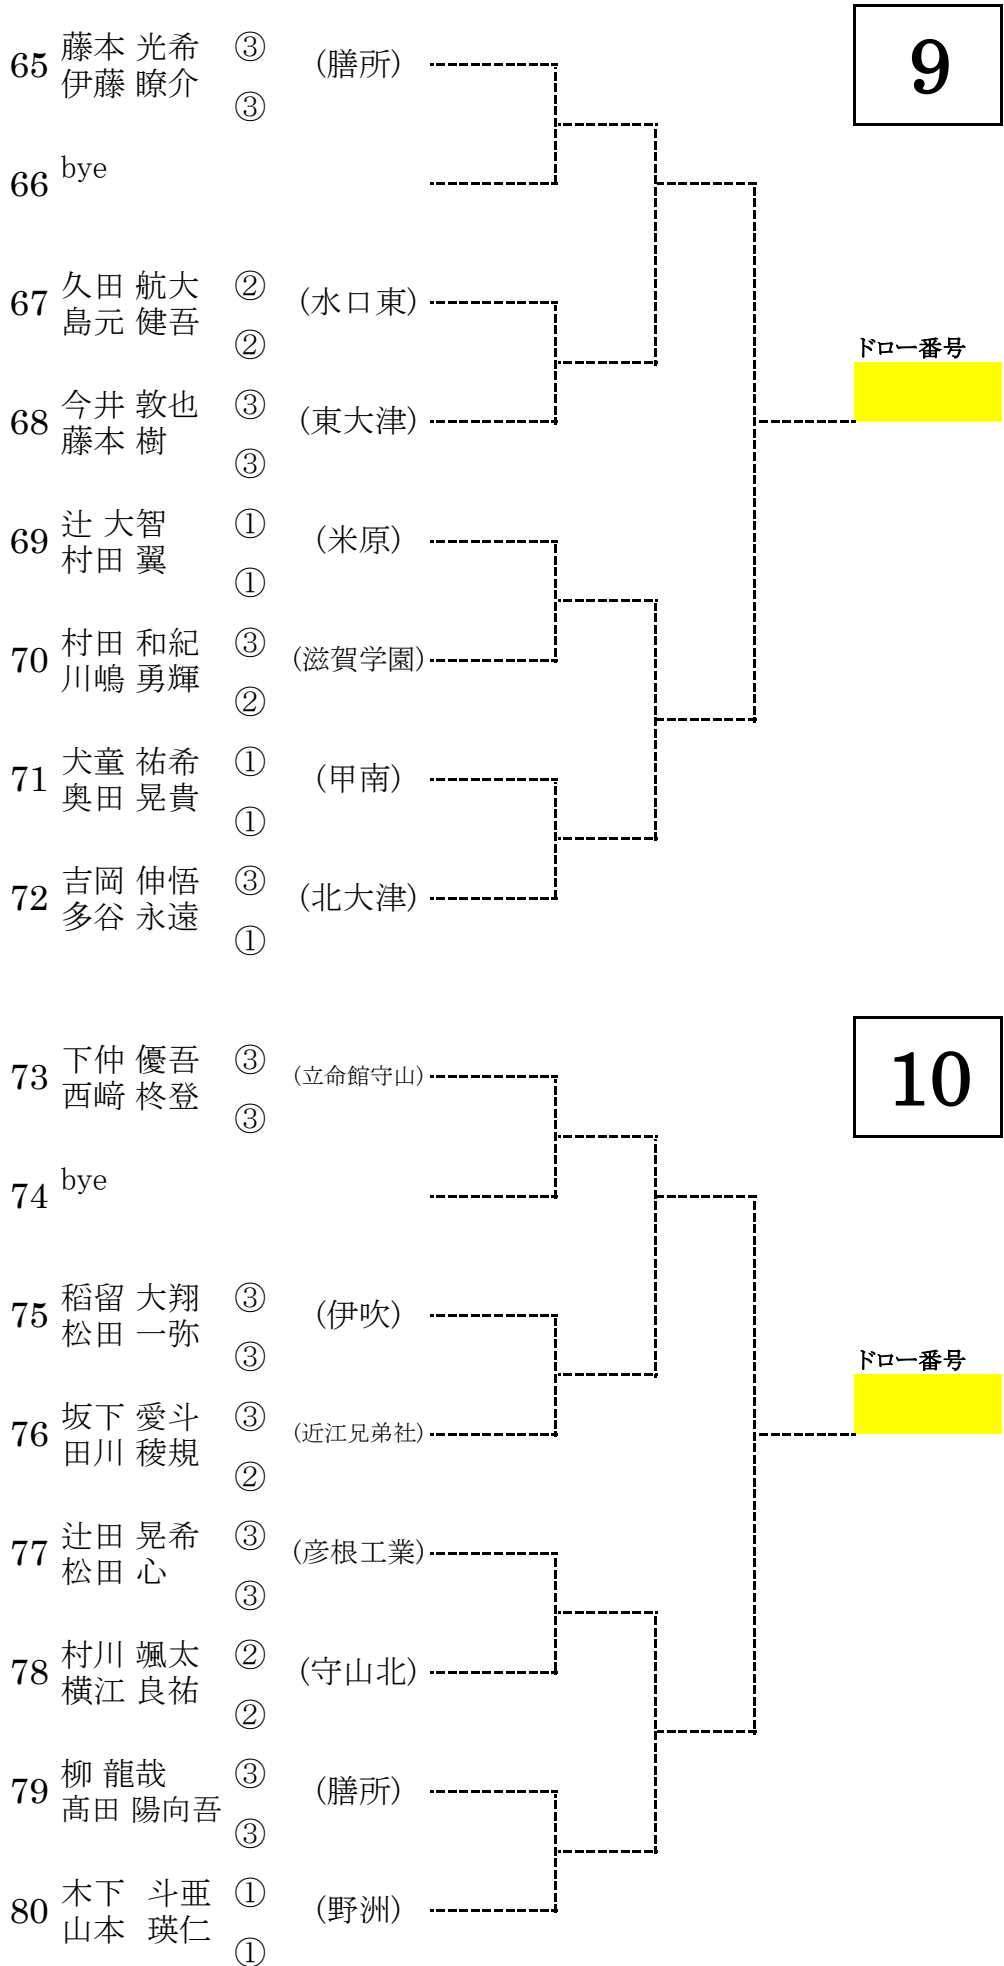 9
65 藤本 光希 ③ (膳所)
伊藤 瞭介 ③
66 bye
67 久田 航大 ② (水口東)
島元 健吾 ②
ドロー番号
68 今井 敦也 ③ (東大津)
藤本 樹 ③
69 辻 大智 ① (米原)
村田 翼 ①
70 村田 和紀 ③ (滋賀学園)
川嶋 勇輝 ②
71 犬童 祐希 ① (甲南)
奥田 晃貴 ①
72 吉岡 伸悟 ③ (北大津)
多谷 永遠 ①
10
73 下仲 優吾 ③ (立命館守山)
西﨑 柊登 ③
74 bye
75 稻留 大翔 ③ (伊吹)
松田 一弥 ③
ドロー番号
76 坂下 愛斗 ③ (近江兄弟社)
田川 稜規 ②
77 辻田 晃希 ③ (彦根工業)
松田 心 ③
78 村川 颯太 ② (守山北)
横江 良祐 ②
79 柳 龍哉 ③ (膳所)
髙田 陽向吾 ③
80 木下 斗亜 ① (野洲)
山本 瑛仁 ①